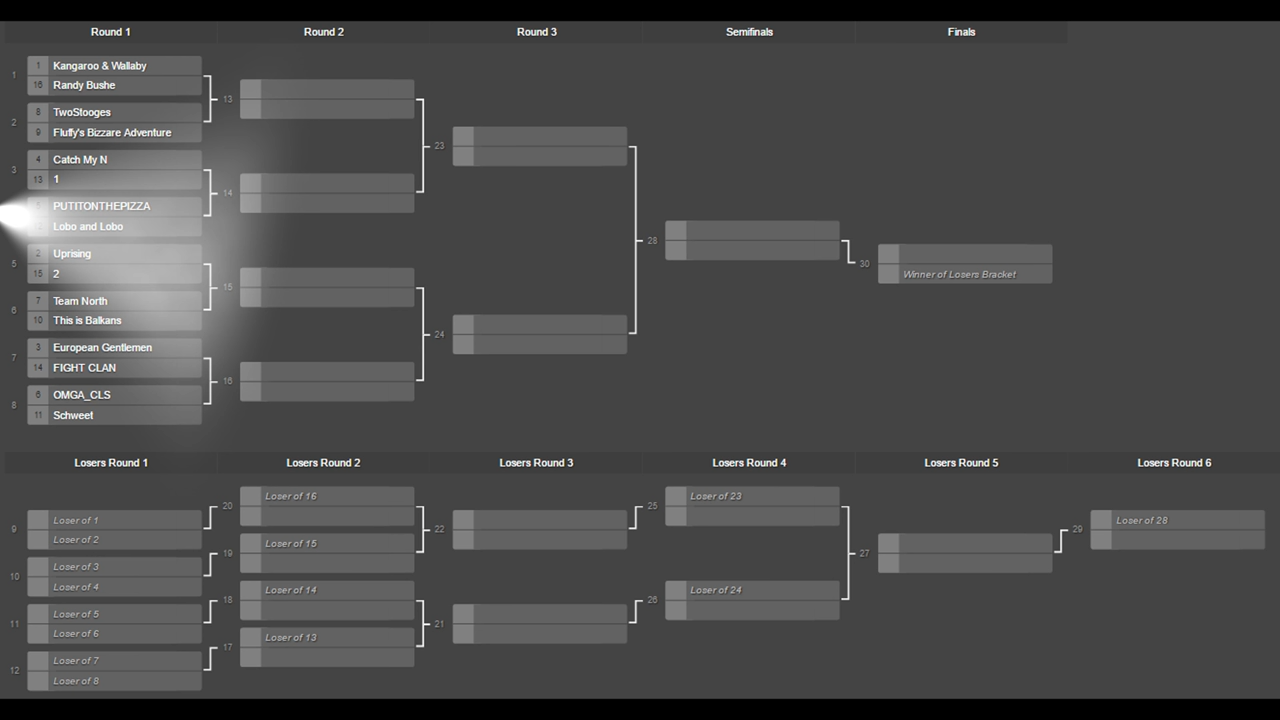 Round 1
Round 2
Round 3
Semifinals
Finals
1
1 Kangaroo & Wallaby
16 Randy Bushe
2
8 TwoStooges
9 Fluffy's Bizzare Adventure
3
4 Catch My N
13 1
PUTITONTHEPIZZA
Lobo and Lobo
5
2 Uprising
15 2
6
7 Team North
10 This is Balkans
7
3 European Gentlemen
14 FIGHT CLAN
8
6 OMGA_CLS
11 Schweet
13
14
15
16
23
24
28
30
Winner of Losers Bracket
Losers Round 1
Losers Round 2
Losers Round 3
Losers Round 4
Losers Round 5
Losers Round 6
9
Loser of 1
Loser of 2
10
Loser of 3
Loser of 4
11
Loser of 5
Loser of 6
12
Loser of 7
Loser of 8
20
Loser of 16
19
Loser of 15
18
Loser of 14
17
Loser of 13
22
21
25
Loser of 23
26
Loser of 24
27
29
Loser of 28